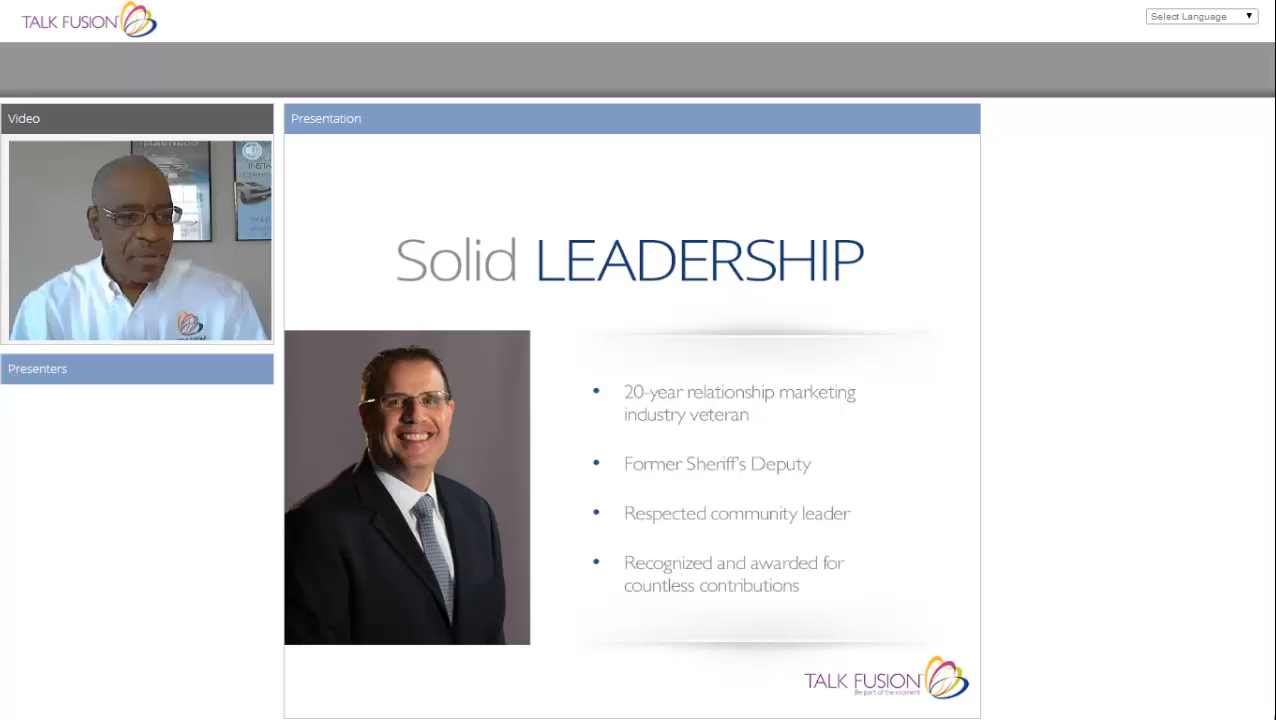 TALK FUSION
Select Language
Video
Presentation
INSTA
Solid LEADERSHIP
Presenters
20-year relationship marketing
industry veteran
Former Sheriff's Deputy
Respected community leader
Recognized and awarded for
countless contributions
TALK FUSION
Be part of the moment